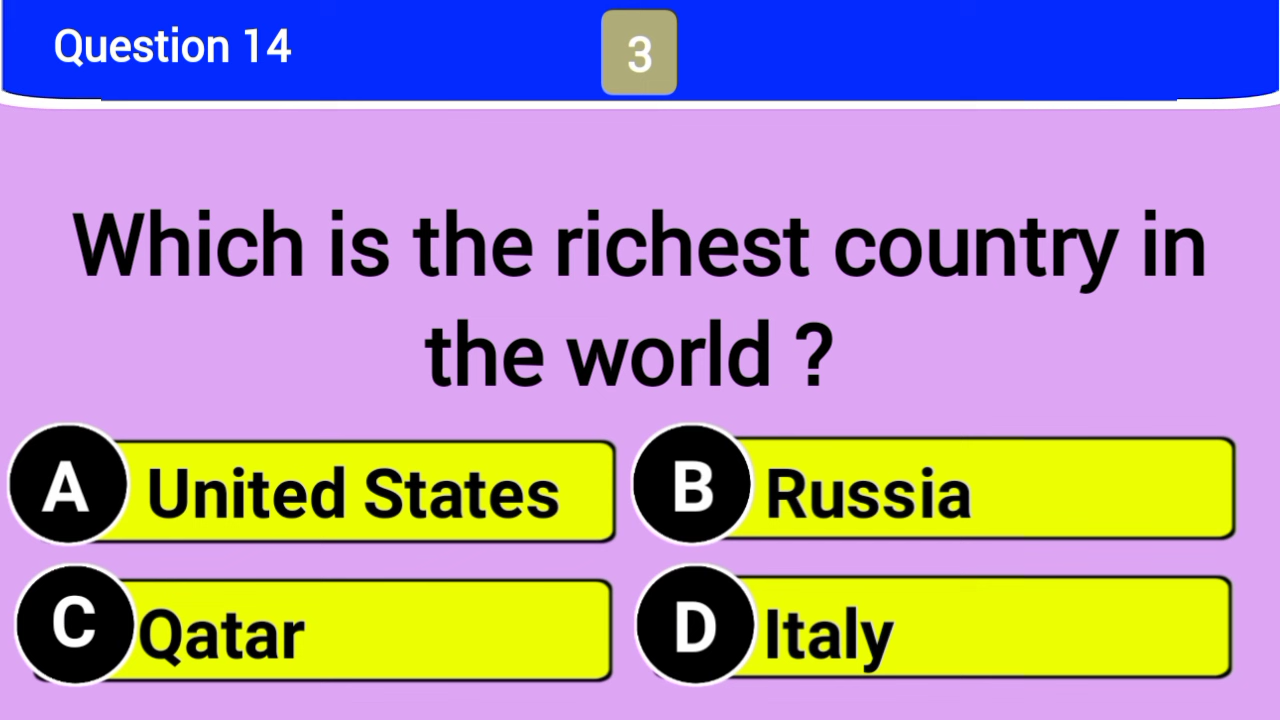 Question 14
3
Which is the richest country in
the world ?
A United States
B Russia
C Qatar
D Italy